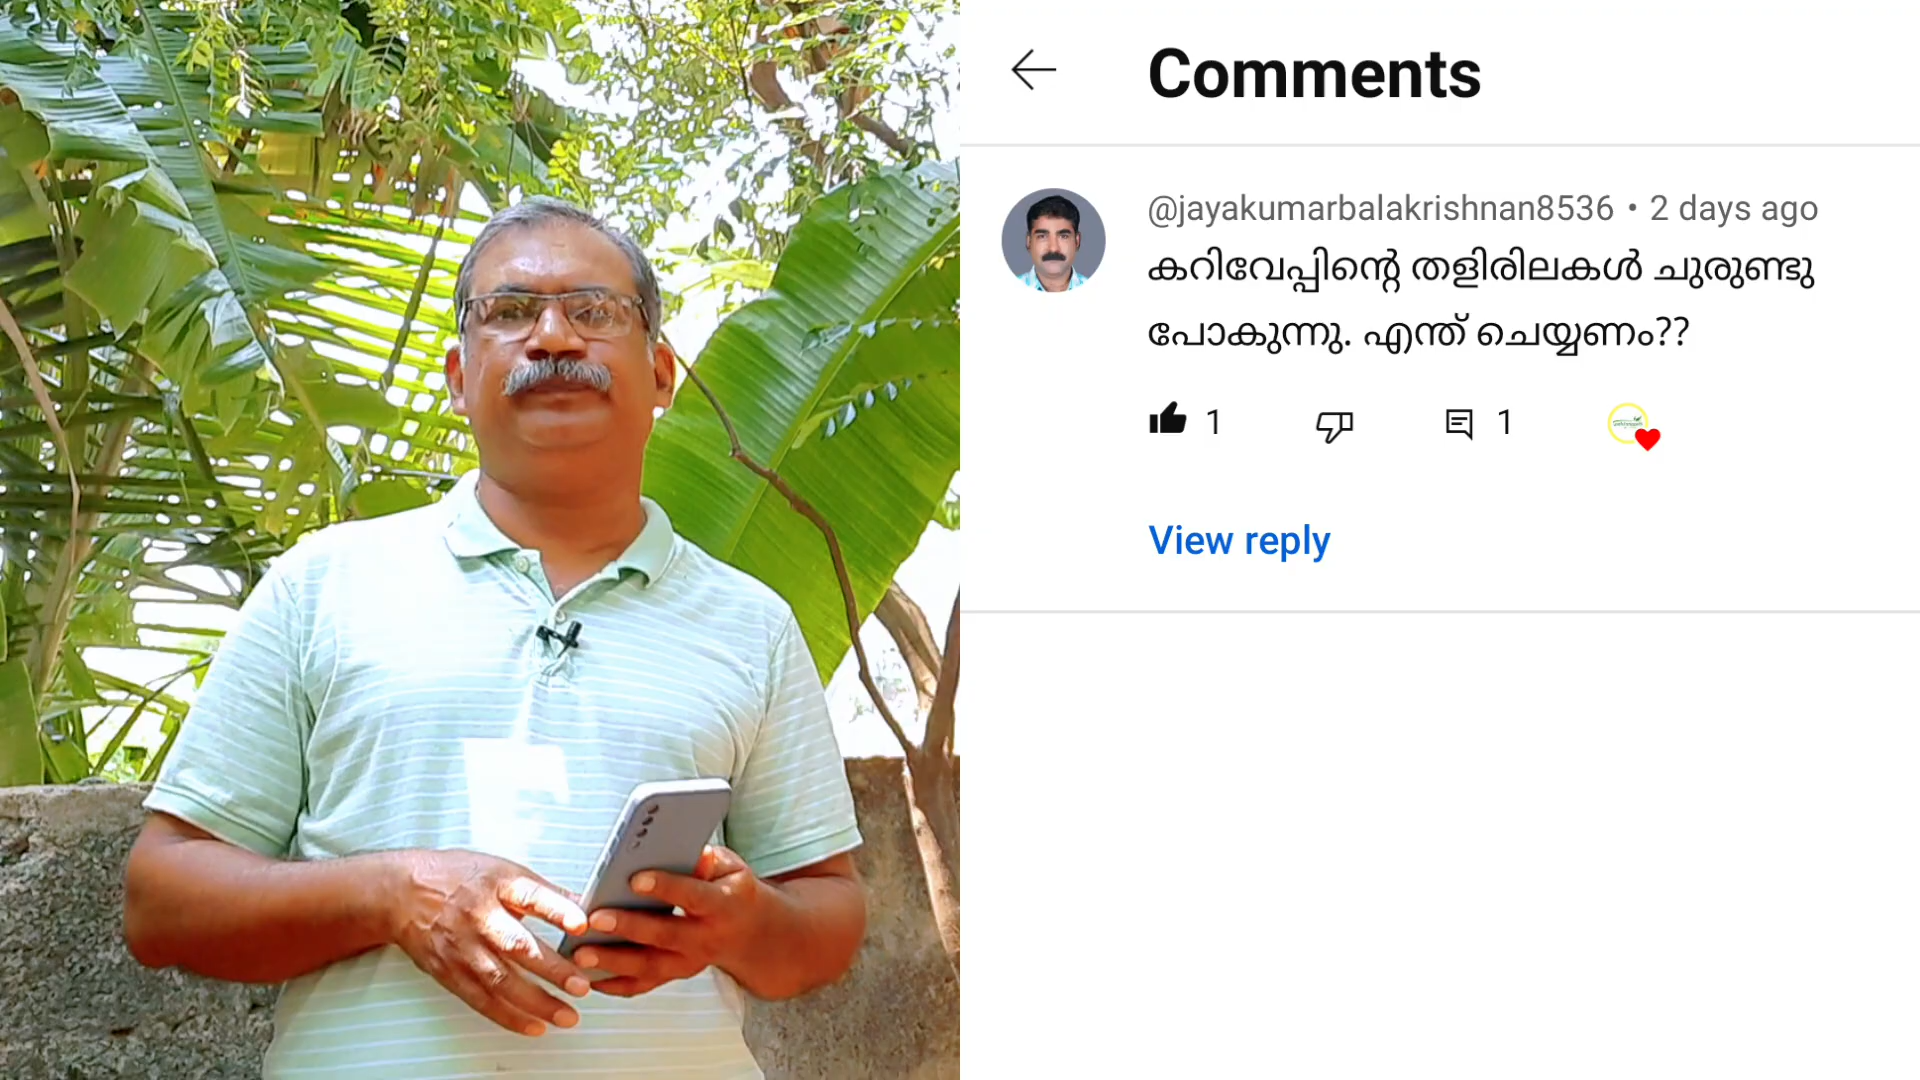 Comments
@jayakumarbalakrishnan8536 • 2 days ago
കറിവേപ്പിന്റെ തളിരിലകൾ ചുരുണ്ടു
പോകുന്നു. എന്ത് ചെയ്യണം??
1
1
View reply